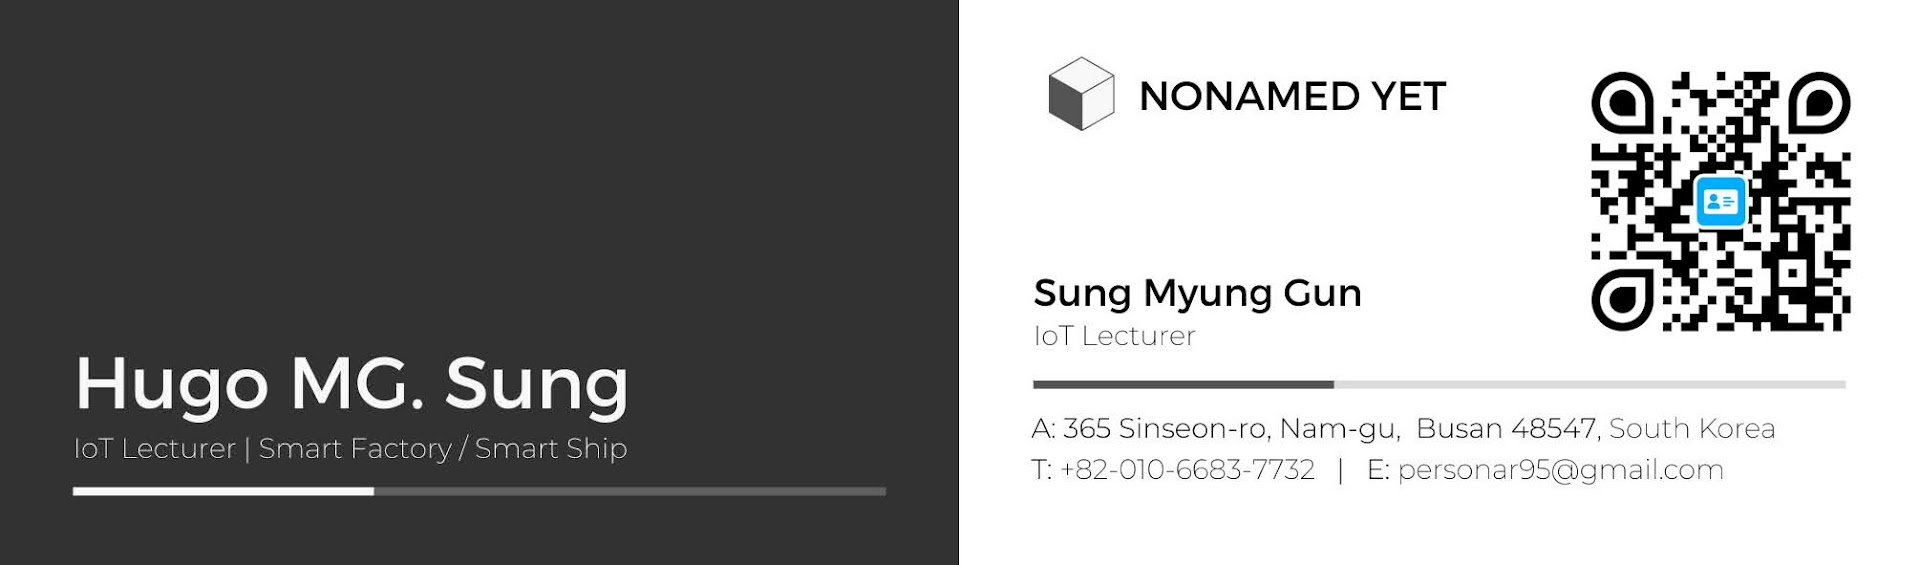 Hugo MG. Sung
IoT Lecturer | Smart Factory / Smart Ship
NONAMED YET
Sung Myung Gun
IoT Lecturer
A: 365 Sinseon-ro, Nam-gu,  Busan 48547, South Korea
T: +82-010-6683-7732   |   E: personar95@gmail.com